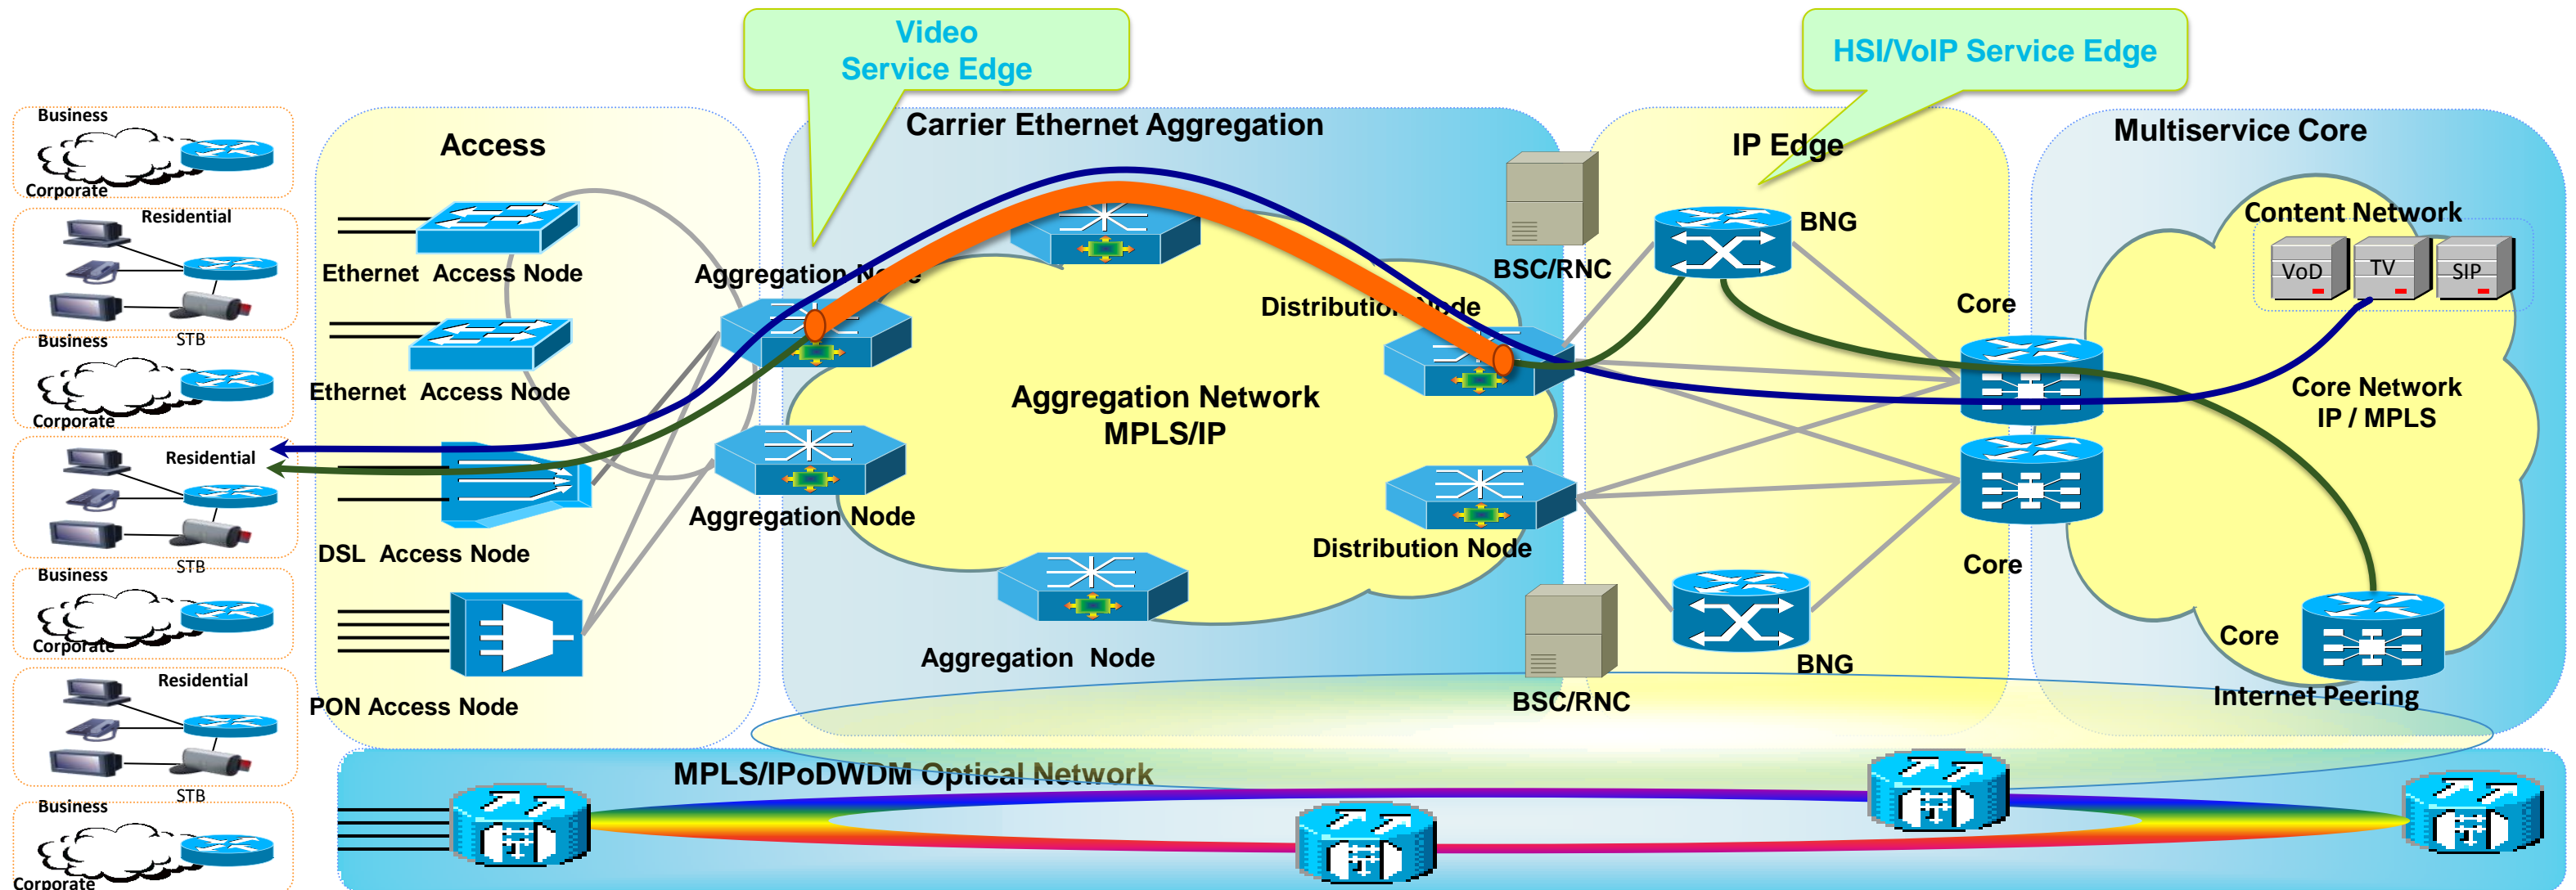 Video
Service Edge
HSI/VoIP Service Edge
Business
Corporate
Residential
STB
Business
Corporate
Residential
STB
Business
Corporate
Residential
STB
Business
Corporate
Access
Ethernet Access Node
Ethernet Access Node
DSL Access Node
PON Access Node
Carrier Ethernet Aggregation
Aggregation Node
Aggregation Node
Aggregation Node
Aggregation Network
MPLS/IP
Distribution Node
Distribution Node
BSC/RNC
BSC/RNC
IP Edge
BNG
BNG
Multiservice Core
Content Network
VoD
TV
SIP
Core
Core
Core Network
IP / MPLS
Core
Internet Peering
MPLS/IPoDWDM Optical Network